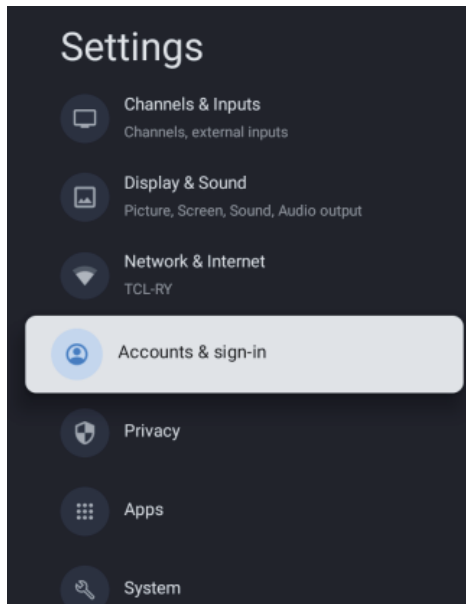 Settings
Channels & Inputs
Channels, external inputs
Display & Sound
Picture, Screen, Sound, Audio output
Network & Internet
TCL-RY
Accounts & sign-in
Privacy
Apps
System